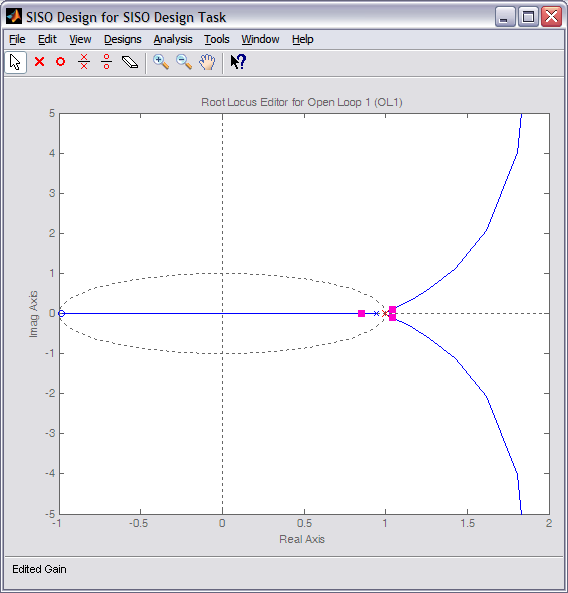 SISO Design for SISO Design Task
File Edit View Designs Analysis Tools Window Help
Root Locus Editor for Open Loop 1 (OL1)
5
4
3
2
1
0
-1
-2
-3
-4
-5
Imag Axis
-1 -0.5 0 0.5 1 1.5 2
Real Axis
Edited Gain